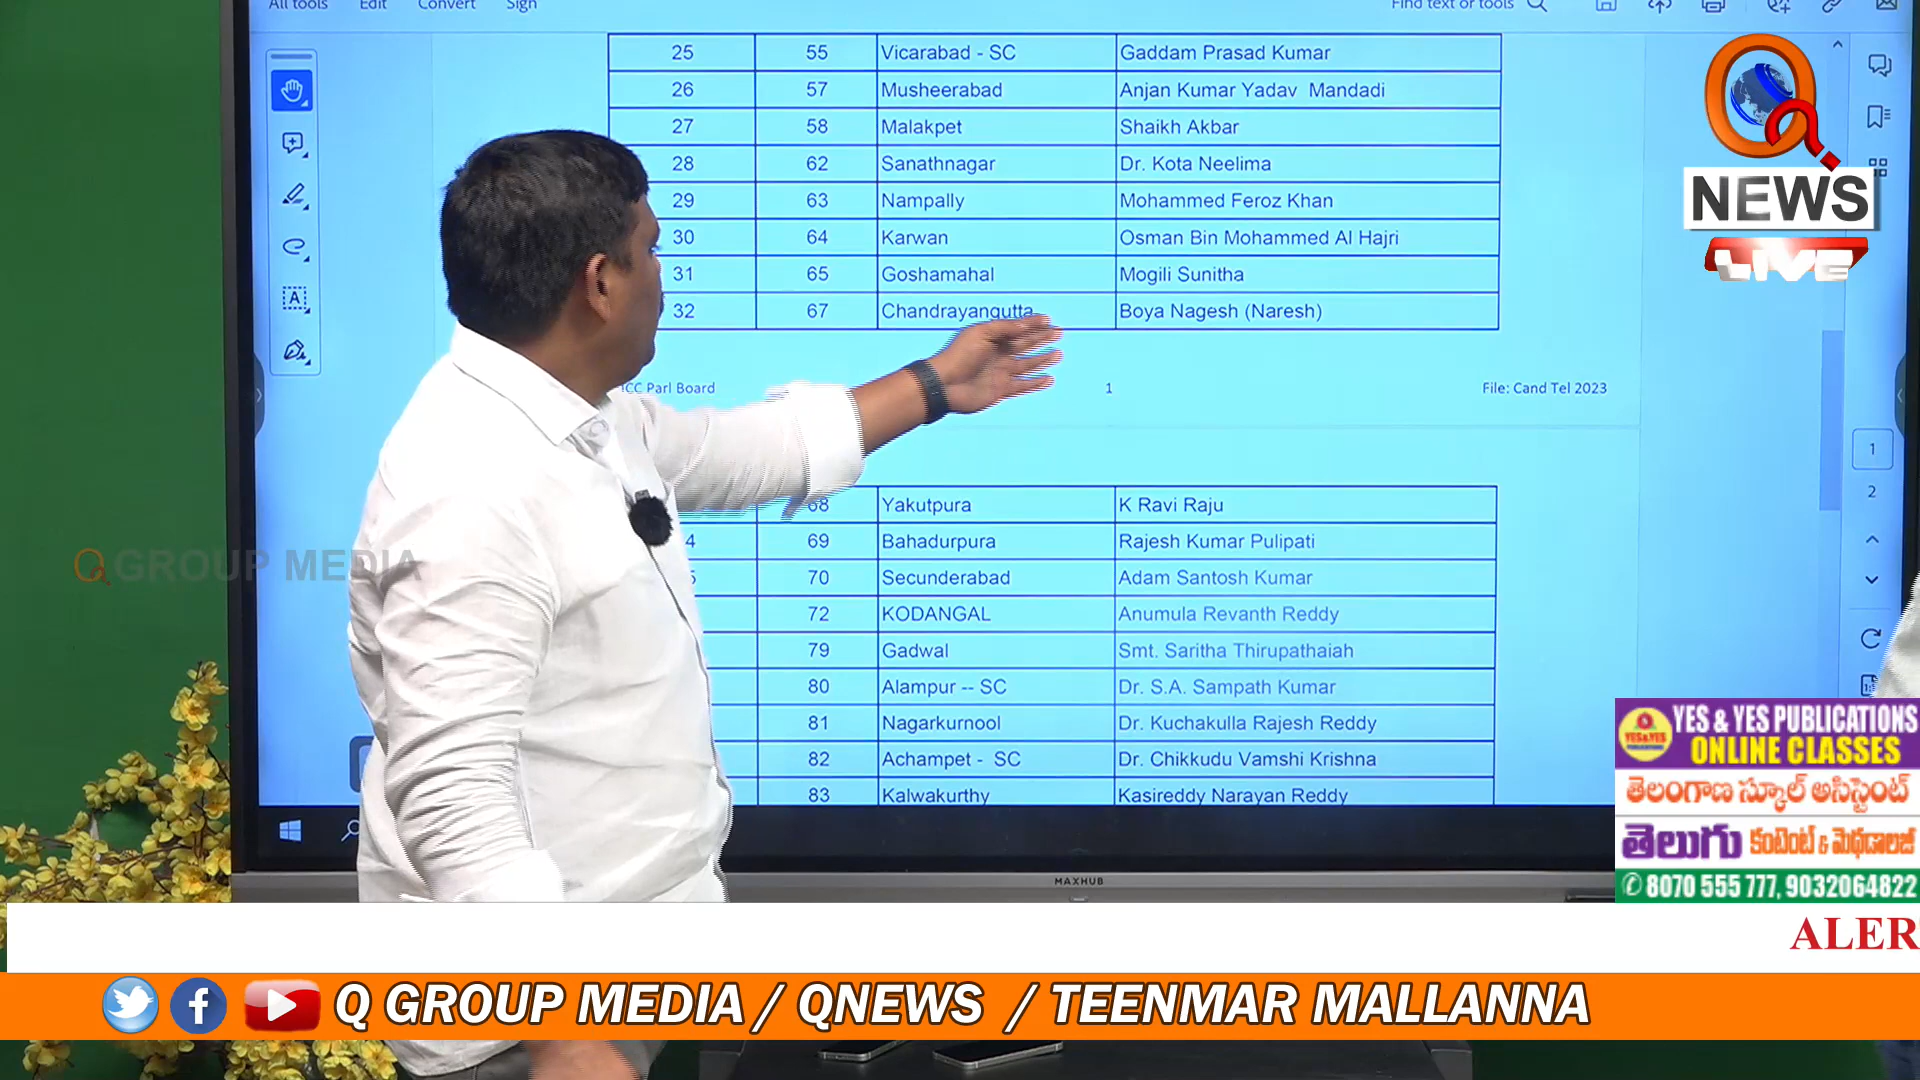 All tools Edit Convert Sign Find text or tools
25 55 Vicarabad - SC Gaddam Prasad Kumar
26 57 Musheerabad Anjan Kumar Yadav Mandadi
27 58 Malakpet Shaikh Akbar
28 62 Sanathnagar Dr. Kota Neelima
29 63 Nampally Mohammed Feroz Khan
30 64 Karwan Osman Bin Mohammed Al Hajri
31 65 Goshamahal Mogili Sunitha
32 67 Chandrayangutta Boya Nagesh (Naresh)
ICC Parl Board 1 File: Cand Tel 2023
68 Yakutpura K Ravi Raju
4 69 Bahadurpura Rajesh Kumar Pulipati
5 70 Secunderabad Adam Santosh Kumar
72 KODANGAL Anumula Revanth Reddy
79 Gadwal Smt. Saritha Thirupathaiah
80 Alampur -- SC Dr. S.A. Sampath Kumar
81 Nagarkurnool Dr. Kuchakulla Rajesh Reddy
82 Achampet - SC Dr. Chikkudu Vamshi Krishna
83 Kalwakurthy Kasireddy Narayan Reddy
1
2
MAXHUB
Q
NEWS
LIVE
Q GROUP MEDIA
YES & YES PUBLICATIONS
ONLINE CLASSES
తెలంగాణ స్కూల్ అసిస్టెంట్
తెలుగు కంటెంట్ & మెథడాలజీ
8070 555 777, 9032064822
ALER
Q GROUP MEDIA / QNEWS / TEENMAR MALLANNA